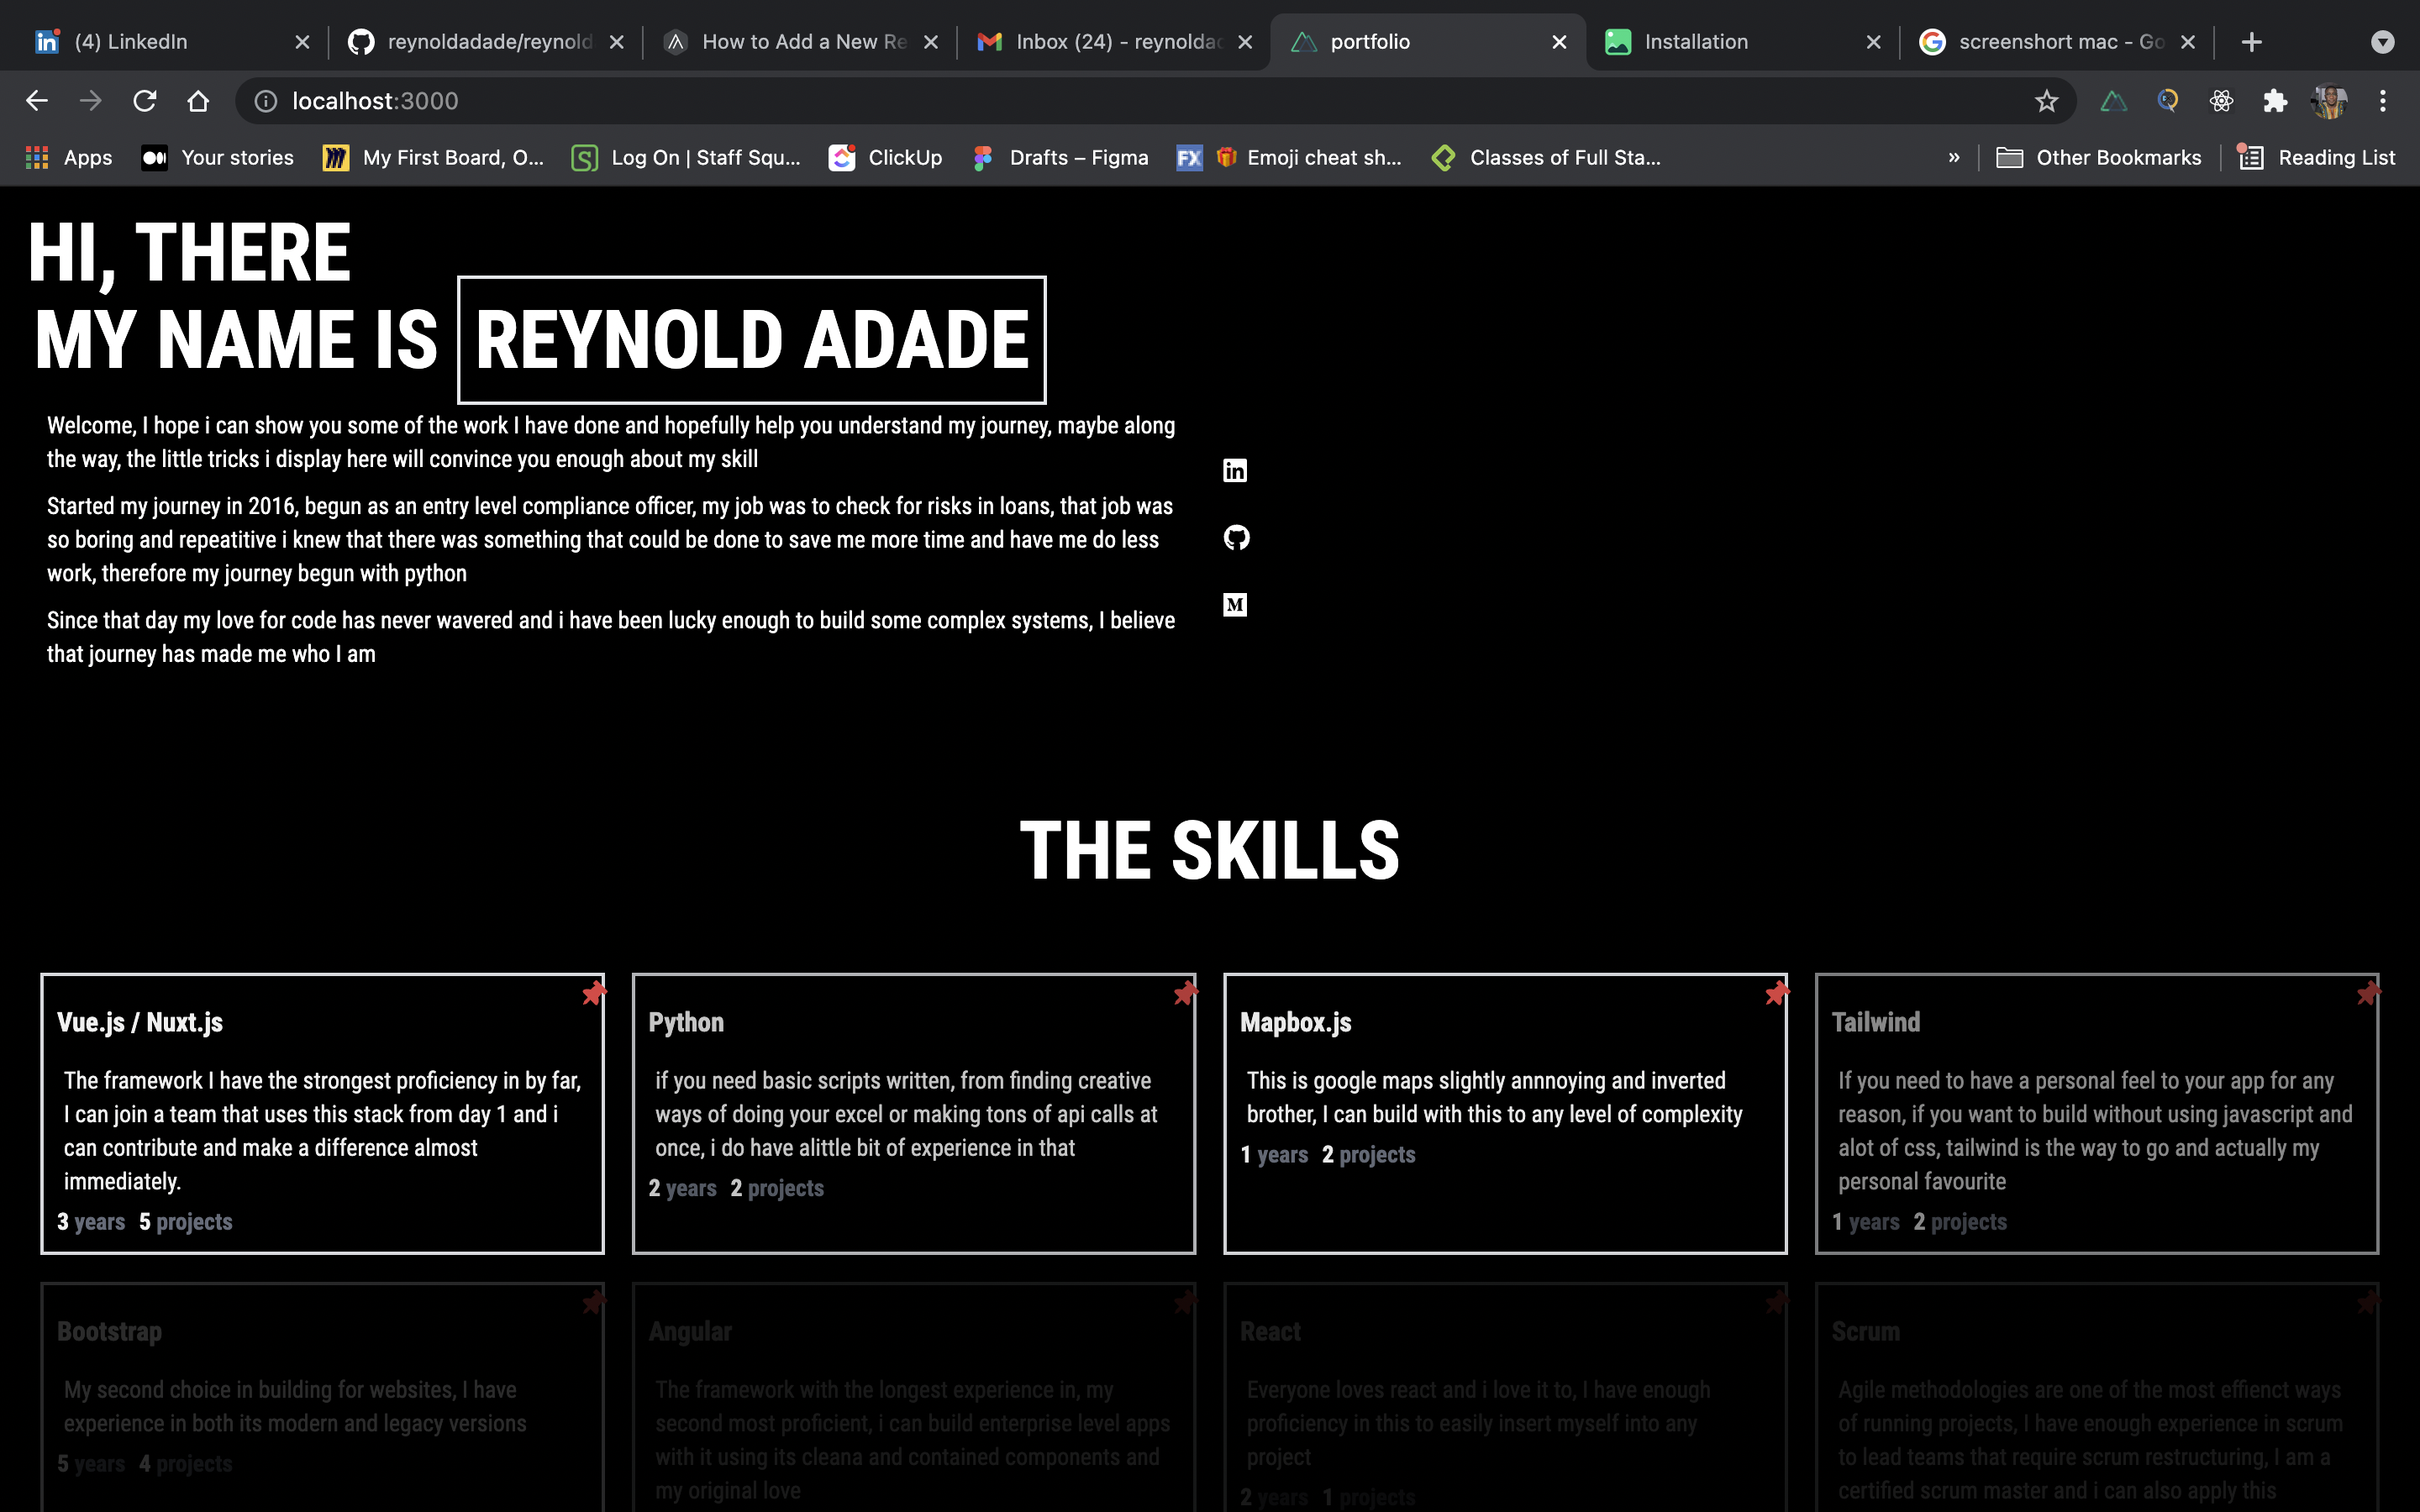 (4) LinkedIn
reynoldadade/reynold
How to Add a New Re
Inbox (24) - reynoldac
portfolio
Installation
screenshort mac - Go
localhost:3000
Apps
Your stories
My First Board, O...
Log On | Staff Squ...
ClickUp
Drafts – Figma
FX
Emoji cheat sh...
Classes of Full Sta...
»
Other Bookmarks
Reading List
HI, THERE
MY NAME IS REYNOLD ADADE
Welcome, I hope i can show you some of the work I have done and hopefully help you understand my journey, maybe along
the way, the little tricks i display here will convince you enough about my skill
Started my journey in 2016, begun as an entry level compliance officer, my job was to check for risks in loans, that job was
so boring and repeatitive i knew that there was something that could be done to save me more time and have me do less
work, therefore my journey begun with python
Since that day my love for code has never wavered and i have been lucky enough to build some complex systems, I believe
that journey has made me who I am
THE SKILLS
Vue.js / Nuxt.js
The framework I have the strongest proficiency in by far,
I can join a team that uses this stack from day 1 and i
can contribute and make a difference almost
immediately.
3 years 5 projects
Python
if you need basic scripts written, from finding creative
ways of doing your excel or making tons of api calls at
once, i do have alittle bit of experience in that
2 years 2 projects
Mapbox.js
This is google maps slightly annnoying and inverted
brother, I can build with this to any level of complexity
1 years 2 projects
Tailwind
If you need to have a personal feel to your app for any
reason, if you want to build without using javascript and
alot of css, tailwind is the way to go and actually my
personal favourite
1 years 2 projects
Bootstrap
My second choice in building for websites, I have
experience in both its modern and legacy versions
5 years 4 projects
Angular
The framework with the longest experience in, my
second most proficient, i can build enterprise level apps
with it using its cleana and contained components and
my original love
React
Everyone loves react and i love it to, I have enough
proficiency in this to easily insert myself into any
project
2 years 1 projects
Scrum
Agile methodologies are one of the most effienct ways
of running projects, I have enough experience in scrum
to lead teams that require scrum restructuring, I am a
certified scrum master and i can also apply this